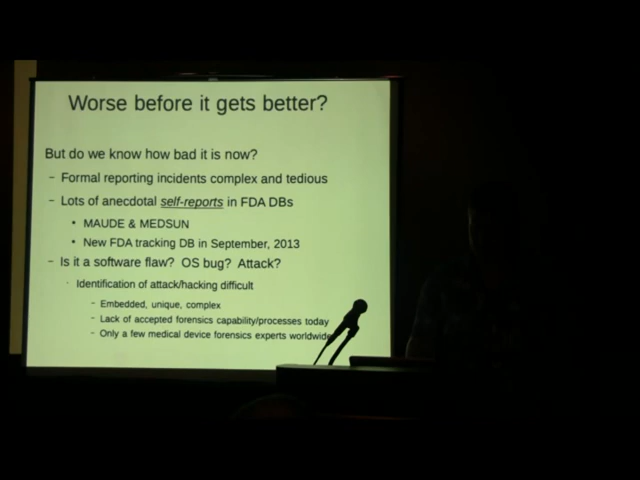 Worse before it gets better?
But do we know how bad it is now?
– Formal reporting incidents complex and tedious
– Lots of anecdotal self-reports in FDA DBs
• MAUDE & MEDSUN
• New FDA tracking DB in September, 2013
– Is it a software flaw? OS bug? Attack?
· Identification of attack/hacking difficult
– Embedded, unique, complex
– Lack of accepted forensics capability/processes today
– Only a few medical device forensics experts worldwide